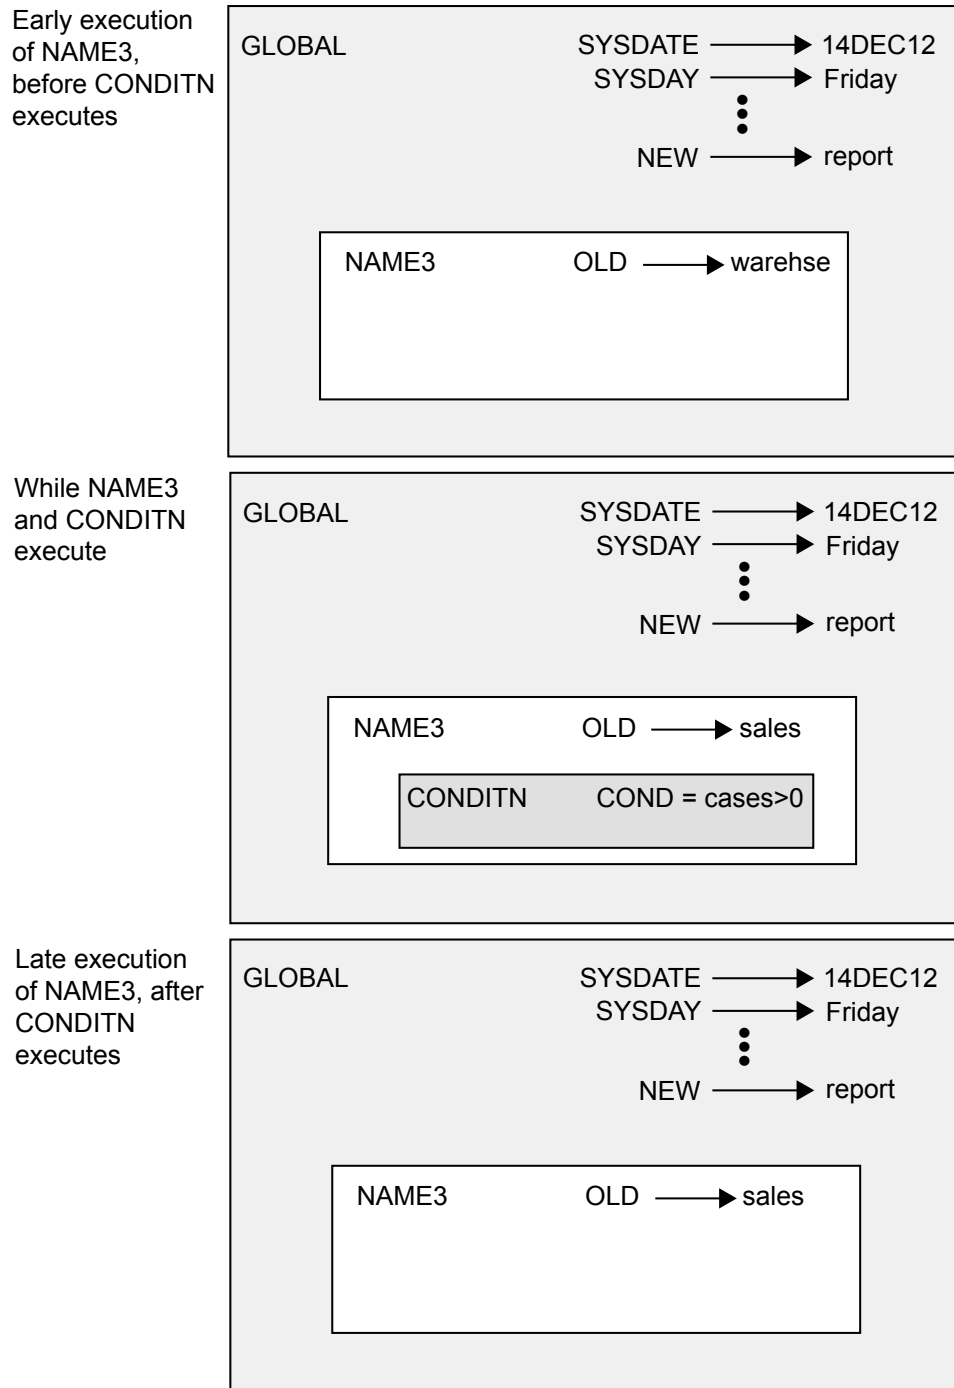 Early execution
of NAME3,
before CONDITN
executes
GLOBAL
SYSDATE 14DEC12
SYSDAY Friday
NEW report
NAME3 OLD warehse
While NAME3
and CONDITN
execute
GLOBAL
SYSDATE 14DEC12
SYSDAY Friday
NEW report
NAME3 OLD sales
CONDITN COND = cases>0
Late execution
of NAME3, after
CONDITN
executes
GLOBAL
SYSDATE 14DEC12
SYSDAY Friday
NEW report
NAME3 OLD sales